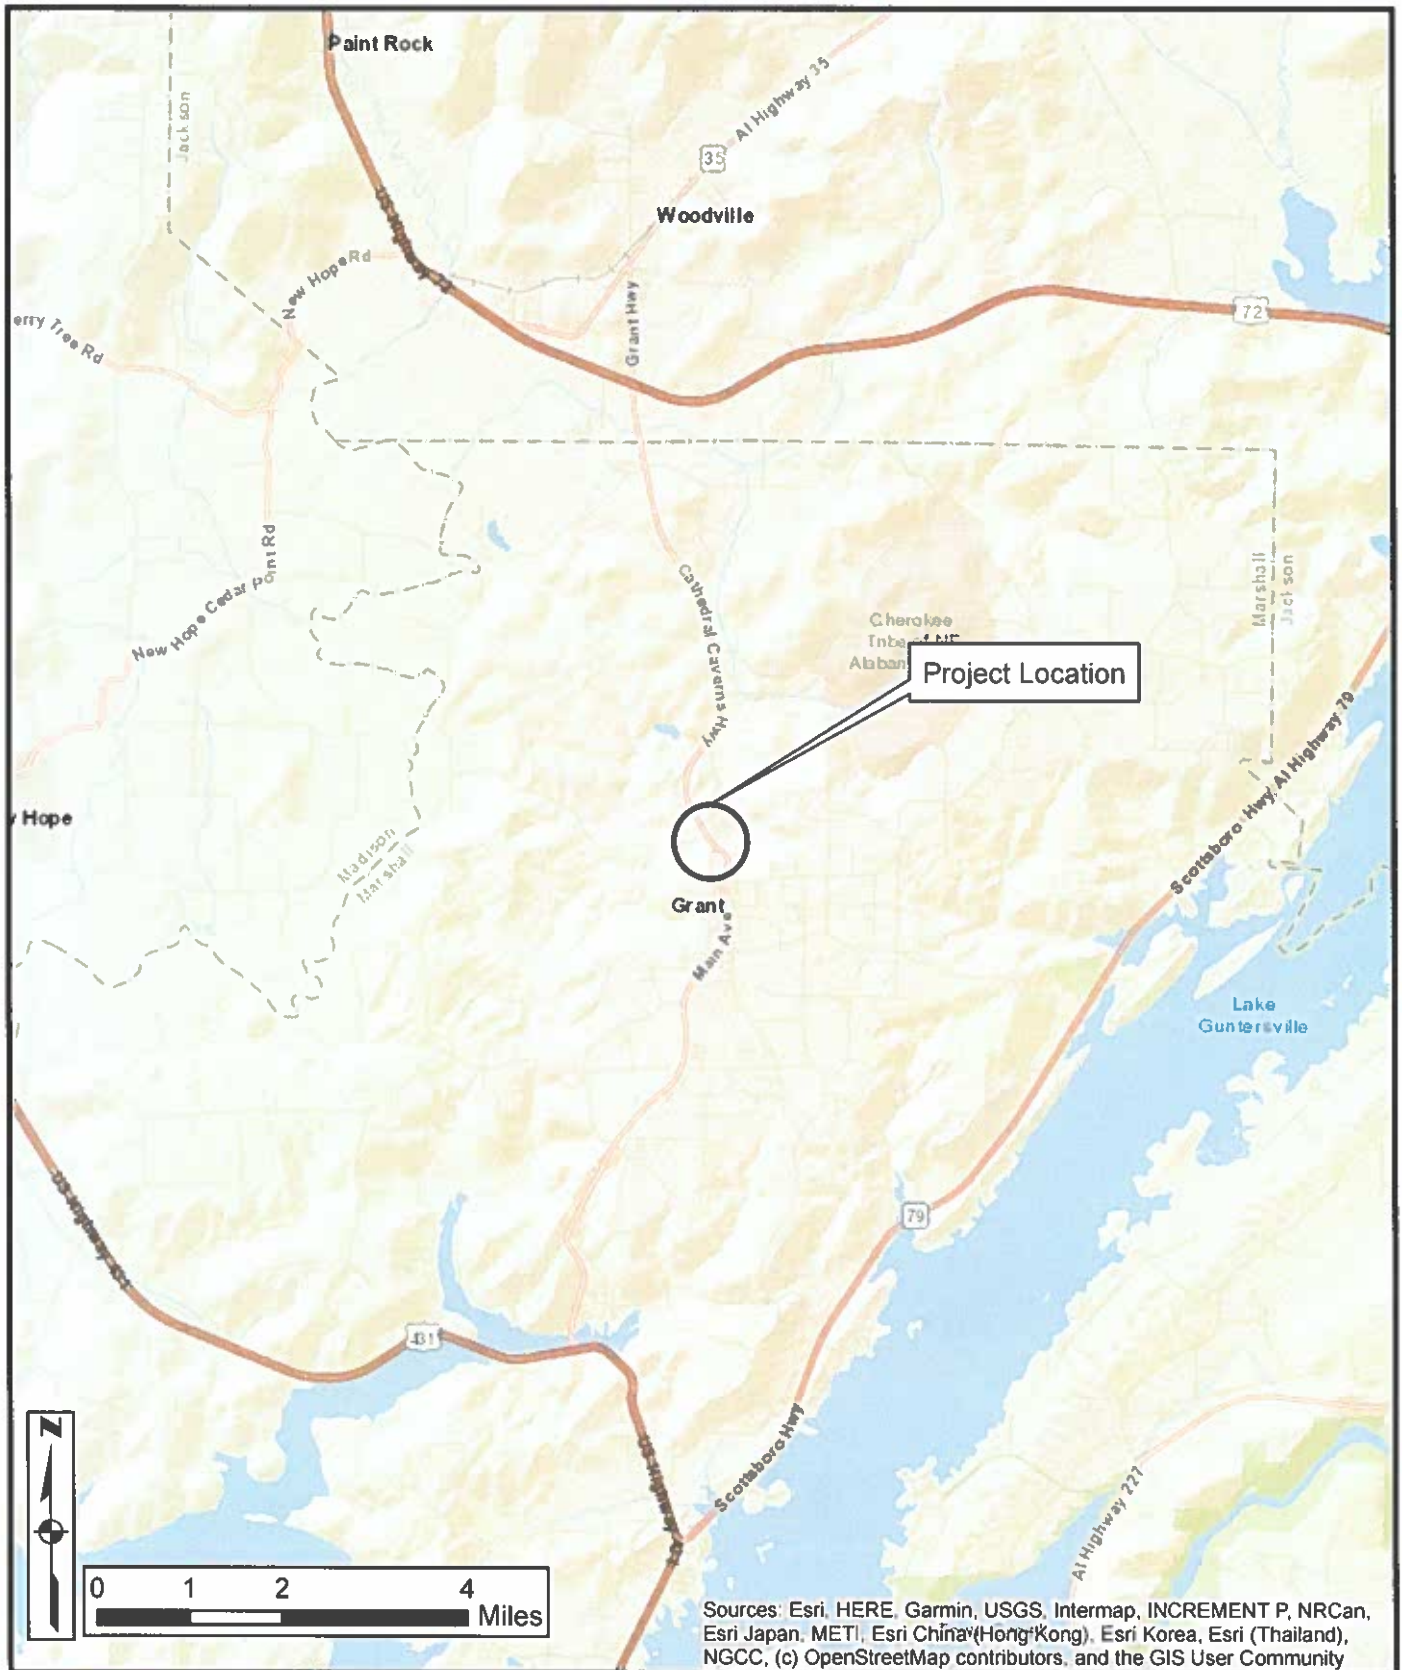 Paint Rock
Jackson
Al Highway 35
35
Woodville
US Highway 72
New Hope Rd
Grant Hwy
erry Tree Rd
72
New Hope Cedar Point Rd
Cathedral Caverns Hwy
Cherokee
Tribe of NE
Alaban
Marshall
Jackson
Project Location
Scottsboro Hwy Al Highway 79
w Hope
Madison
Marshall
Grant
Main Ave
Lake
Guntersville
US Highway 431
79
431
Scottsboro Hwy
Al Highway 227
N
0 1 2 4
Miles
Sources: Esri, HERE, Garmin, USGS, Intermap, INCREMENT P, NRCan,
Esri Japan, METI, Esri China (Hong Kong), Esri Korea, Esri (Thailand),
NGCC, (c) OpenStreetMap contributors, and the GIS User Community